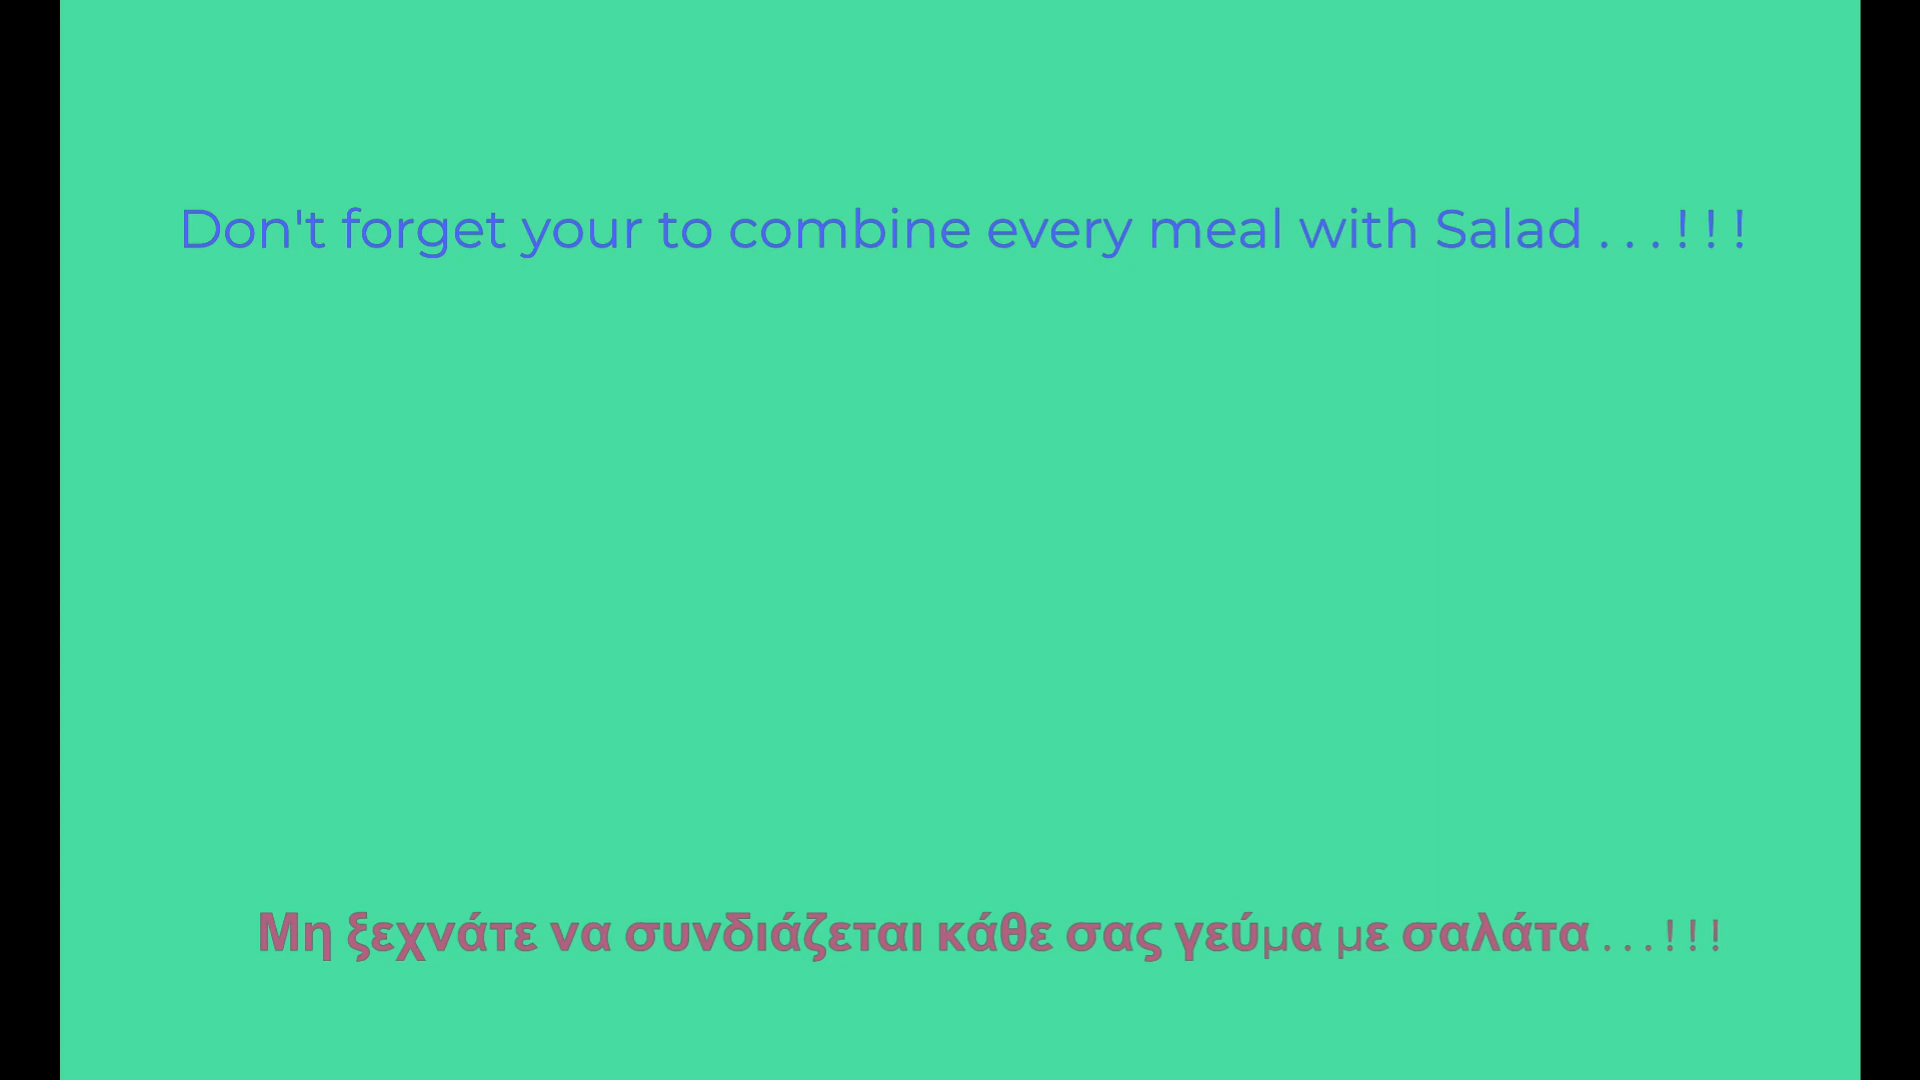 Don't forget your to combine every meal with Salad . . . ! ! !
Μη ξεχνάτε να συνδιάζεται κάθε σας γεύμα με σαλάτα . . . ! ! !